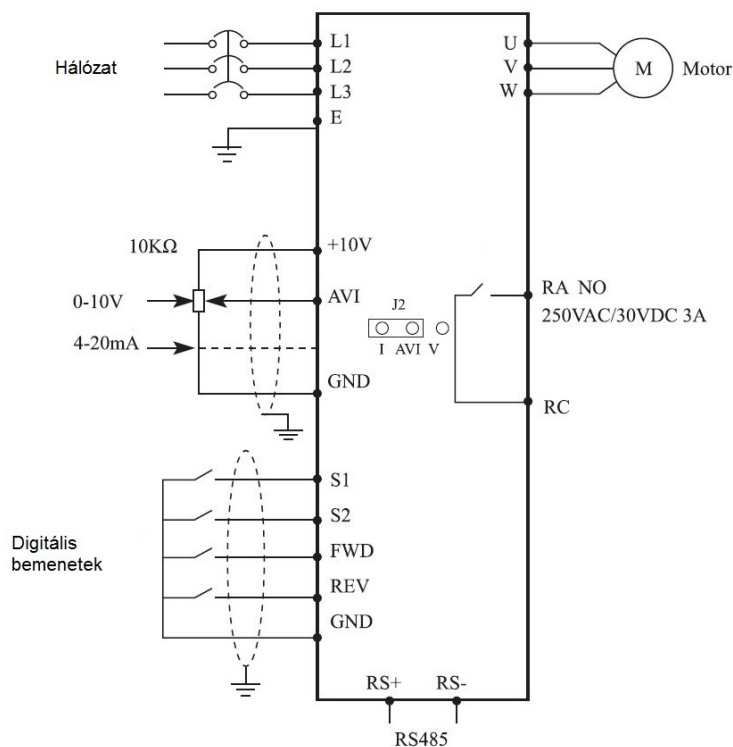 Hálózat
L1
L2
L3
E
U
V
W
M
Motor
10KΩ
0-10V
4-20mA
+10V
AVI
GND
J2
I AVI V
RA NO
250VAC/30VDC 3A
RC
Digitális
bemenetek
S1
S2
FWD
REV
GND
RS+ RS-
RS485